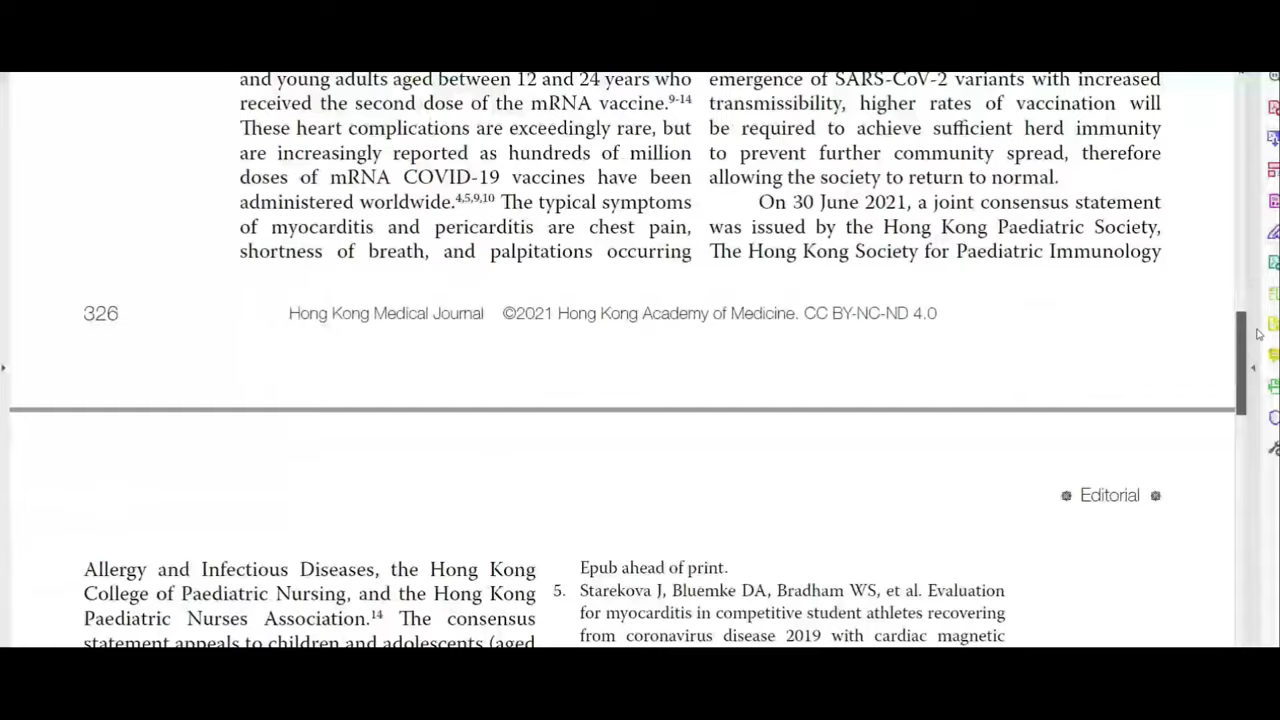 and young adults aged between 12 and 24 years who
received the second dose of the mRNA vaccine.9-14
These heart complications are exceedingly rare, but
are increasingly reported as hundreds of million
doses of mRNA COVID-19 vaccines have been
administered worldwide.4,5,9,10 The typical symptoms
of myocarditis and pericarditis are chest pain,
shortness of breath, and palpitations occurring
emergence of SARS-CoV-2 variants with increased
transmissibility, higher rates of vaccination will
be required to achieve sufficient herd immunity
to prevent further community spread, therefore
allowing the society to return to normal.
On 30 June 2021, a joint consensus statement
was issued by the Hong Kong Paediatric Society,
The Hong Kong Society for Paediatric Immunology
326 Hong Kong Medical Journal ©2021 Hong Kong Academy of Medicine. CC BY-NC-ND 4.0
Editorial
Allergy and Infectious Diseases, the Hong Kong
College of Paediatric Nursing, and the Hong Kong
Paediatric Nurses Association.14 The consensus
statement appeals to children and adolescents (aged
Epub ahead of print.
5. Starekova J, Bluemke DA, Bradham WS, et al. Evaluation
for myocarditis in competitive student athletes recovering
from coronavirus disease 2019 with cardiac magnetic